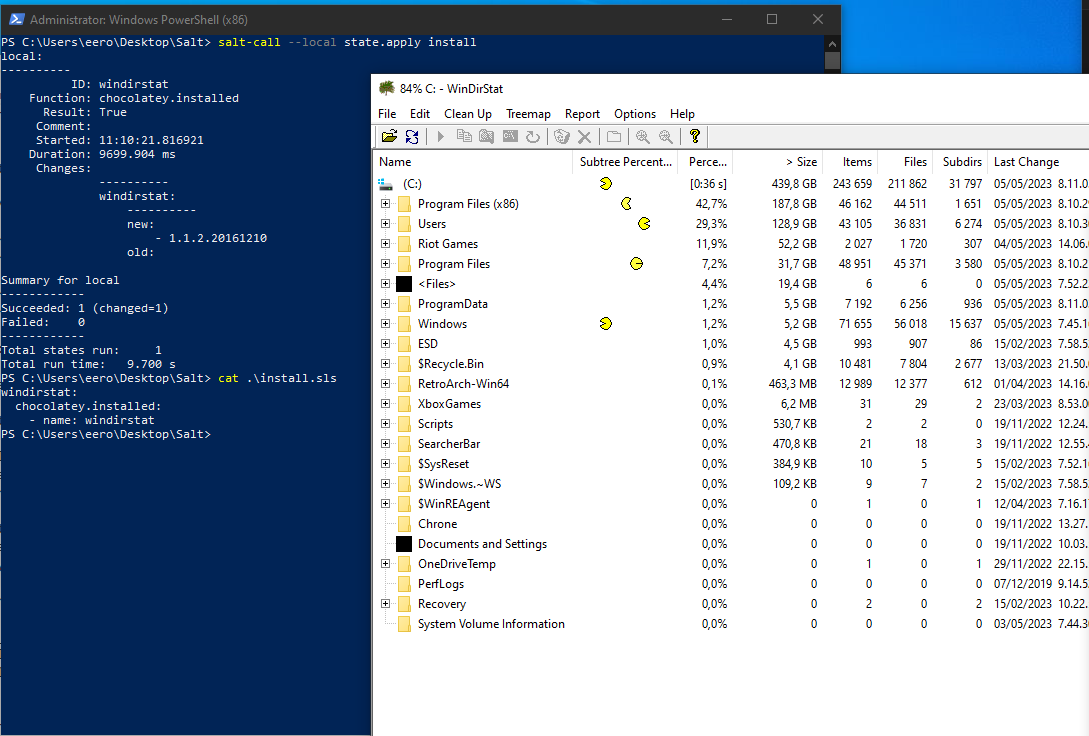 Administrator: Windows PowerShell (x86)
PS C:\Users\eero\Desktop\Salt> salt-call --local state.apply install
local:
----------
ID: windirstat
Function: chocolatey.installed
Result: True
Comment:
Started: 11:10:21.816921
Duration: 9699.904 ms
Changes:
----------
windirstat:
----------
new:
- 1.1.2.20161210
old:
Summary for local
------------
Succeeded: 1 (changed=1)
Failed: 0
------------
Total states run: 1
Total run time: 9.700 s
PS C:\Users\eero\Desktop\Salt> cat .\install.sls
windirstat:
chocolatey.installed:
- name: windirstat
PS C:\Users\eero\Desktop\Salt>
84% C: - WinDirStat
File Edit Clean Up Treemap Report Options Help
Name Subtree Percent... Perce... > Size Items Files Subdirs Last Change
(C:) [0:36 s] 439,8 GB 243 659 211 862 31 797 05/05/2023 8.11.0
Program Files (x86) 42,7% 187,8 GB 46 162 44 511 1 651 05/05/2023 8.10.2
Users 29,3% 128,9 GB 43 105 36 831 6 274 05/05/2023 8.10.3
Riot Games 11,9% 52,2 GB 2 027 1 720 307 04/05/2023 14.06.
Program Files 7,2% 31,7 GB 48 951 45 371 3 580 05/05/2023 8.10.2
<Files> 4,4% 19,4 GB 6 6 0 05/05/2023 7.52.2
ProgramData 1,2% 5,5 GB 7 192 6 256 936 05/05/2023 8.11.0
Windows 1,2% 5,2 GB 71 655 56 018 15 637 05/05/2023 7.45.1
ESD 1,0% 4,5 GB 993 907 86 15/02/2023 7.58.5
$Recycle.Bin 0,9% 4,1 GB 10 481 7 804 2 677 13/03/2023 21.50.
RetroArch-Win64 0,1% 463,3 MB 12 989 12 377 612 01/04/2023 14.16.
XboxGames 0,0% 6,2 MB 31 29 2 23/03/2023 8.53.0
Scripts 0,0% 530,7 KB 2 2 0 19/11/2022 12.24.
SearcherBar 0,0% 470,8 KB 21 18 3 19/11/2022 12.55.
$SysReset 0,0% 384,9 KB 10 5 5 15/02/2023 7.52.1
$Windows.~WS 0,0% 109,2 KB 9 7 2 15/02/2023 7.58.5
$WinREAgent 0,0% 0 1 0 1 12/04/2023 7.16.1
Chrone 0,0% 0 0 0 0 19/11/2022 13.27.
Documents and Settings 0,0% 0 0 0 0 19/11/2022 10.03.
OneDriveTemp 0,0% 0 1 0 1 29/11/2022 22.15.
PerfLogs 0,0% 0 0 0 0 07/12/2019 9.14.5
Recovery 0,0% 0 2 0 2 15/02/2023 10.22.
System Volume Information 0,0% 0 0 0 0 03/05/2023 7.44.3